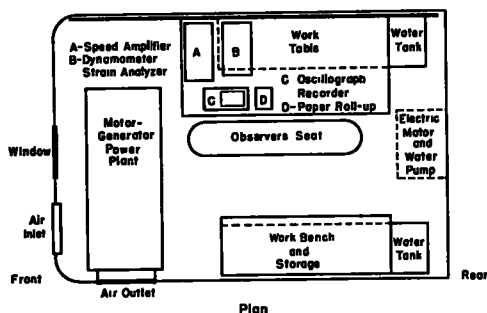 A-Speed Amplifier
B-Dynamometer
Strain Analyzer
A
B
Work
Table
Water
Tank
C Oscillograph
Recorder
D-Paper Roll-up
C
D
Motor-
Generator
Power
Plant
Observers Seat
Electric
Motor
and
Water
Pump
Window
Air
Inlet
Work Bench
and
Storage
Water
Tank
Front
Rear
Air Outlet
Plan